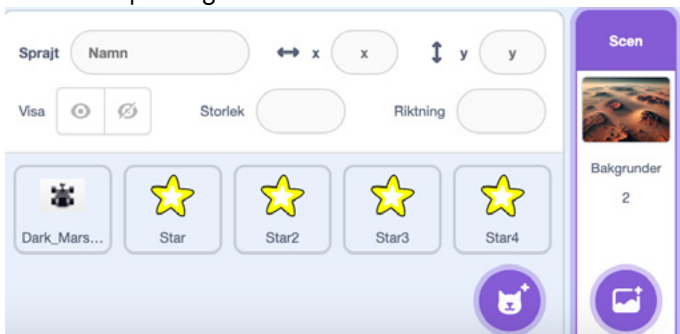 Sprajt Namn x x y y
Visa Storlek Riktning
Dark_Mars... Star Star2 Star3 Star4
Scen
Bakgrunder
2